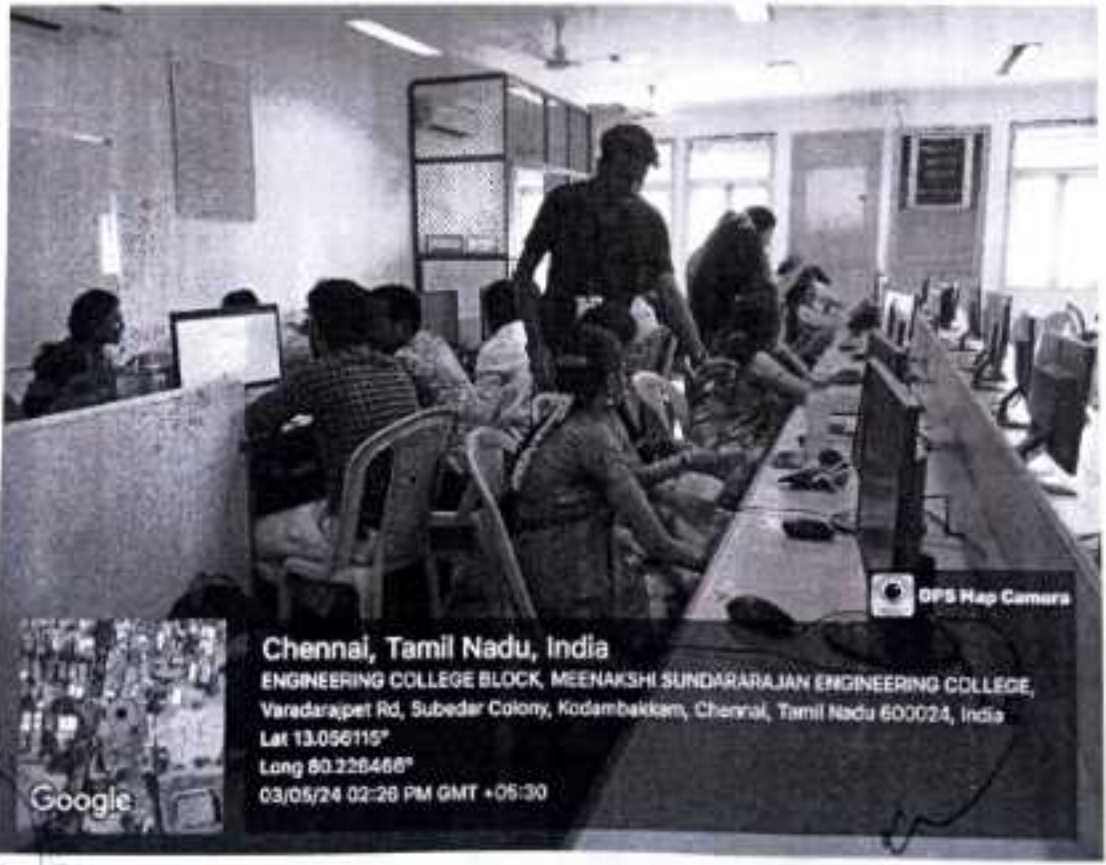 GPS Map Camera
Chennai, Tamil Nadu, India
ENGINEERING COLLEGE BLOCK, MEENAKSHI SUNDARARAJAN ENGINEERING COLLEGE,
Varadarajpet Rd, Subedar Colony, Kodambakkam, Chennai, Tamil Nadu 600024, India
Lat 13.056115°
Long 80.226466°
03/05/24 02:26 PM GMT +05:30
Google